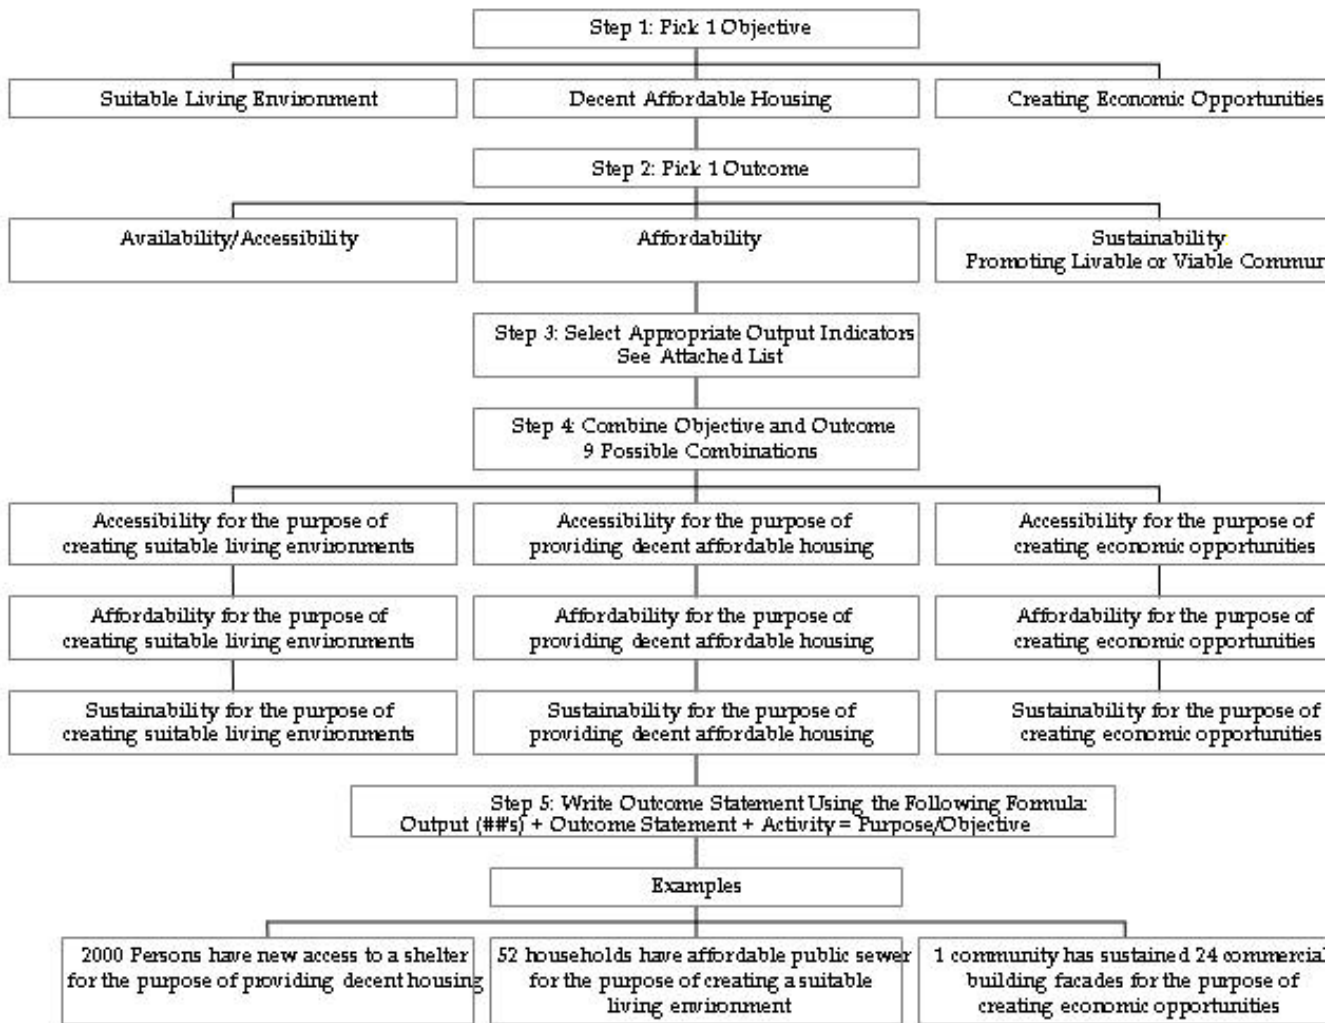 Step 1: Pick 1 Objective
Suitable Living Environment
Decent Affordable Housing
Creating Economic Opportunities
Step 2: Pick 1 Outcome
Availability/Accessibility
Affordability
Sustainability
Promoting Livable or Viable
Step 3: Select Appropriate Output Indicators
See Attached List
Step 4: Combine Objective and Outcome
9 Possible Combinations
Accessibility for the purpose of
creating suitable living environments
Accessibility for the purpose of
providing decent affordable housing
Accessibility for the purpose of
creating economic opportunities
Affordability for the purpose of
creating suitable living environments
Affordability for the purpose of
providing decent affordable housing
Affordability for the purpose of
creating economic opportunities
Sustainability for the purpose of
creating suitable living environments
Sustainability for the purpose of
providing decent affordable housing
Sustainability for the purpose of
creating economic opportunities
Step 5: Write Outcome Statement Using the Following Formula:
Output (##'s) + Outcome Statement + Activity = Purpose/Objective
Examples
2000 Persons have new access to a shelter
for the purpose of providing decent housing
52 households have affordable public sewer
for the purpose of creating a suitable
living environment
1 community has sustained 24 commercial
building facades for the purpose of
creating economic opportunities